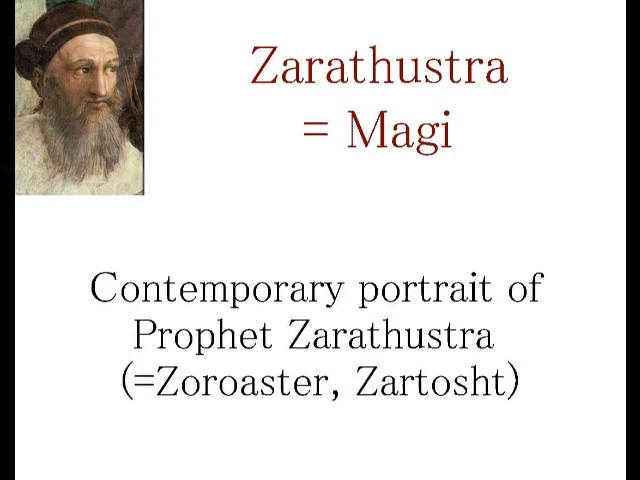 Zarathustra
= Magi
Contemporary portrait of
Prophet Zarathustra
(=Zoroaster, Zartosht)